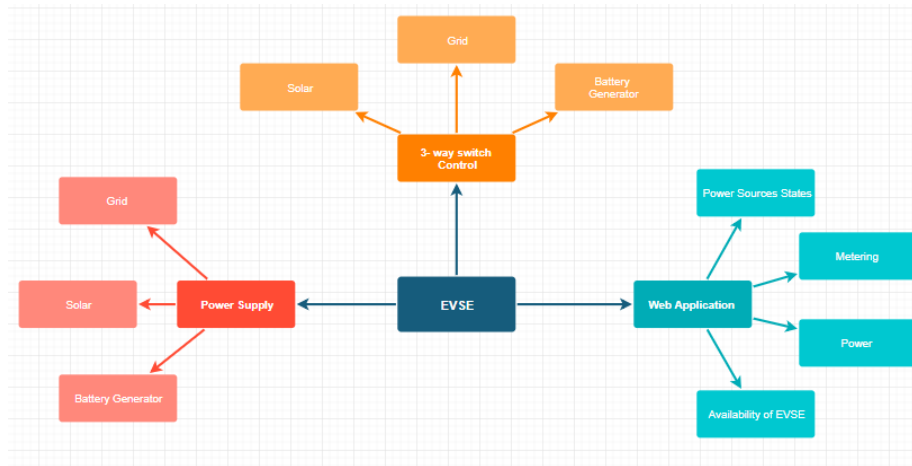 Grid
Solar
Battery
Generator
3- way switch
Control
Power Sources States
Grid
Metering
Solar
Power Supply
EVSE
Web Application
Power
Battery Generator
Availability of EVSE